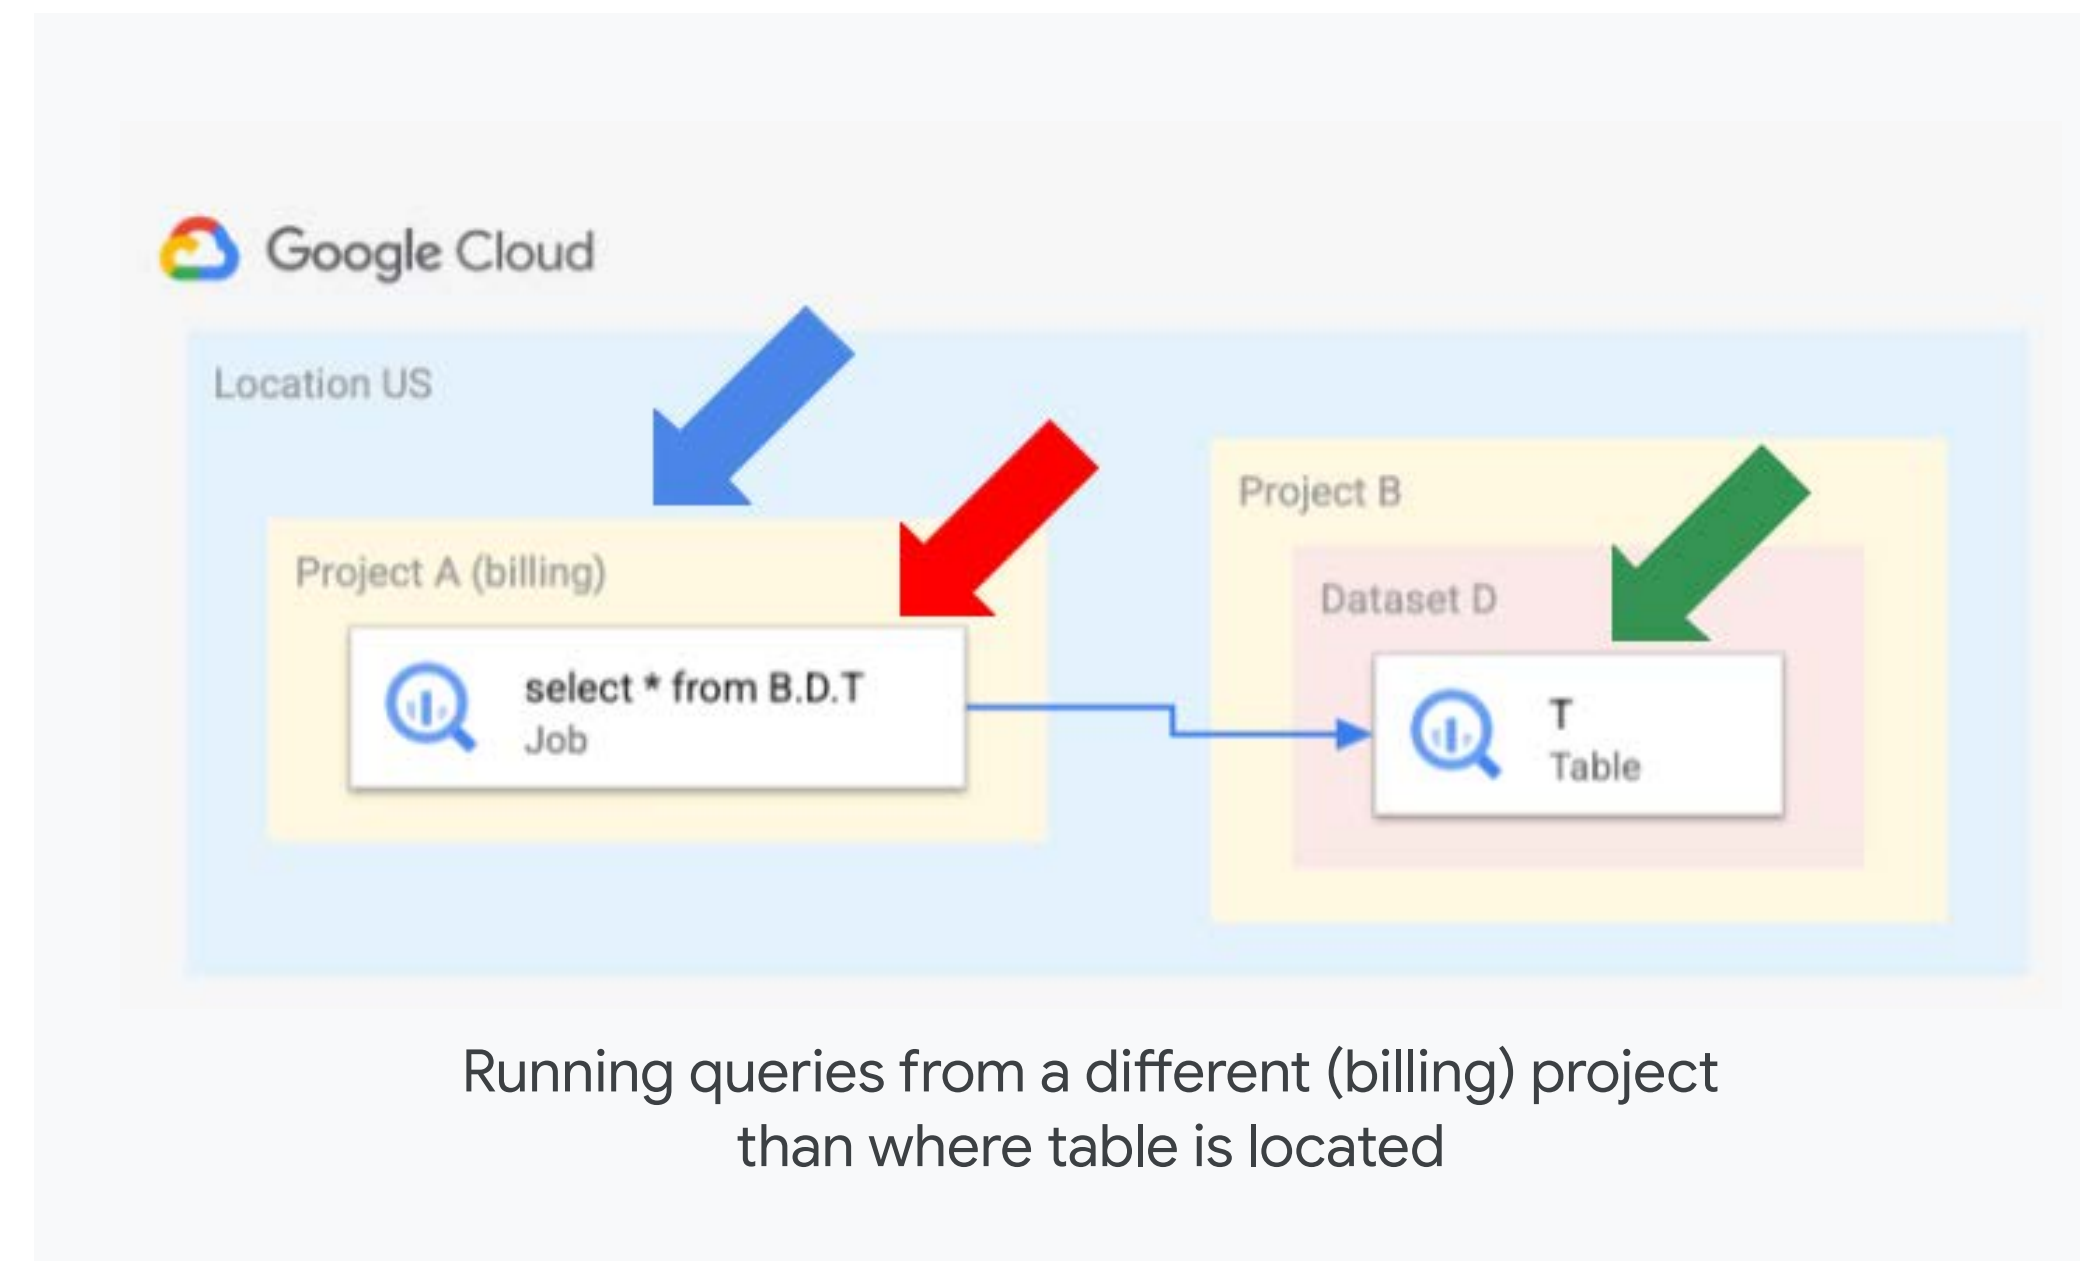 Google Cloud
Location US
Project A (billing)
select * from B.D.T
Job
Project B
Dataset D
T
Table
Running queries from a different (billing) project
than where table is located